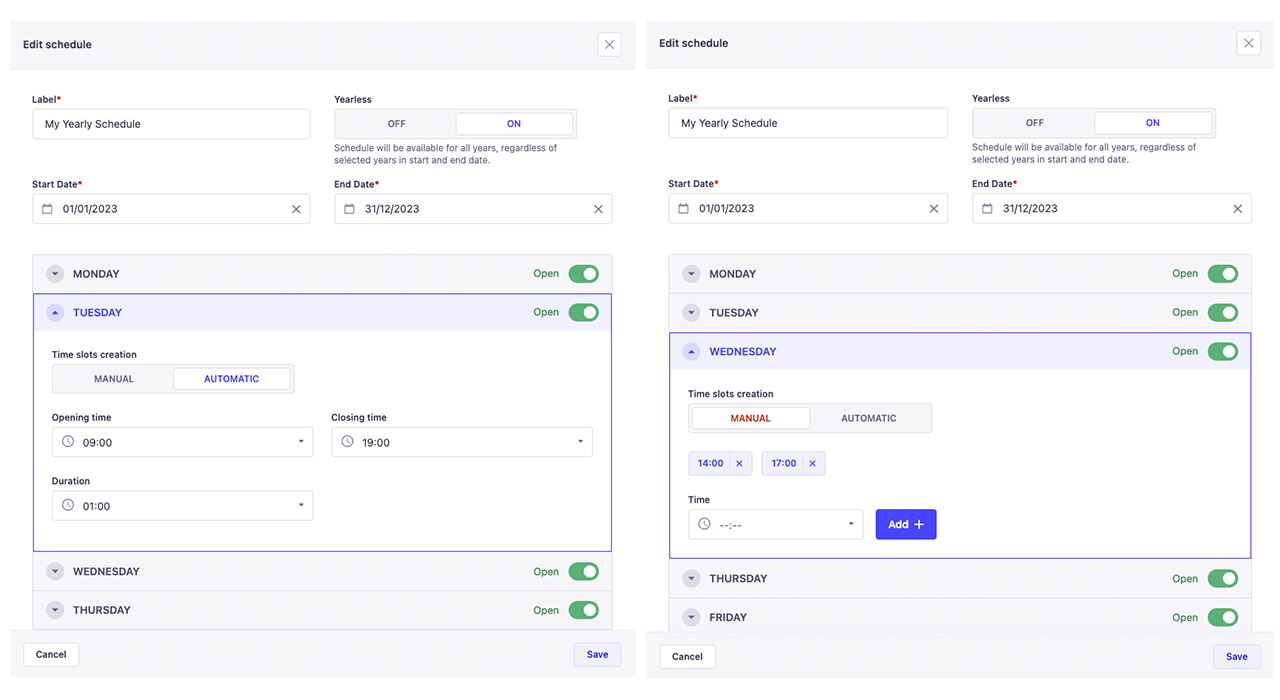 Edit schedule
Label*
Yearless
My Yearly Schedule
OFF
ON
Schedule will be available for all years, regardless of
selected years in start and end date.
Start Date*
End Date*
01/01/2023
31/12/2023
MONDAY
Open
TUESDAY
Open
Time slots creation
MANUAL
AUTOMATIC
Opening time
Closing time
09:00
19:00
Duration
01:00
WEDNESDAY
Open
THURSDAY
Open
Cancel
Save
Edit schedule
Label*
Yearless
My Yearly Schedule
OFF
ON
Schedule will be available for all years, regardless of
selected years in start and end date.
Start Date*
End Date*
01/01/2023
31/12/2023
MONDAY
Open
TUESDAY
Open
WEDNESDAY
Open
Time slots creation
MANUAL
AUTOMATIC
14:00
17:00
Time
--:--
Add +
THURSDAY
Open
FRIDAY
Open
Cancel
Save